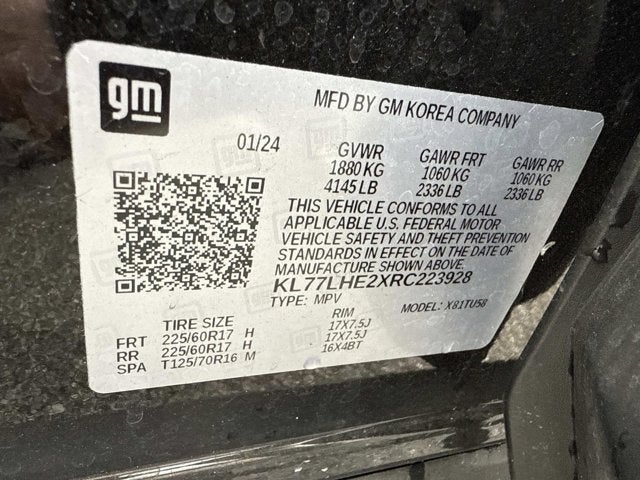 gm
MFD BY GM KOREA COMPANY
01/24 GVWR GAWR FRT GAWR RR
1880 KG 1060 KG 1060 KG
4145 LB 2336 LB 2336 LB
THIS VEHICLE CONFORMS TO ALL
APPLICABLE U.S. FEDERAL MOTOR
VEHICLE SAFETY AND THEFT PREVENTION
STANDARDS IN EFFECT ON THE DATE OF
MANUFACTURE SHOWN ABOVE.
KL77LHE2XRC223928
TYPE: MPV MODEL: X81TU58
TIRE SIZE RIM
FRT 225/60R17 H 17X7.5J
RR 225/60R17 H 17X7.5J
SPA T125/70R16 M 16X4BT